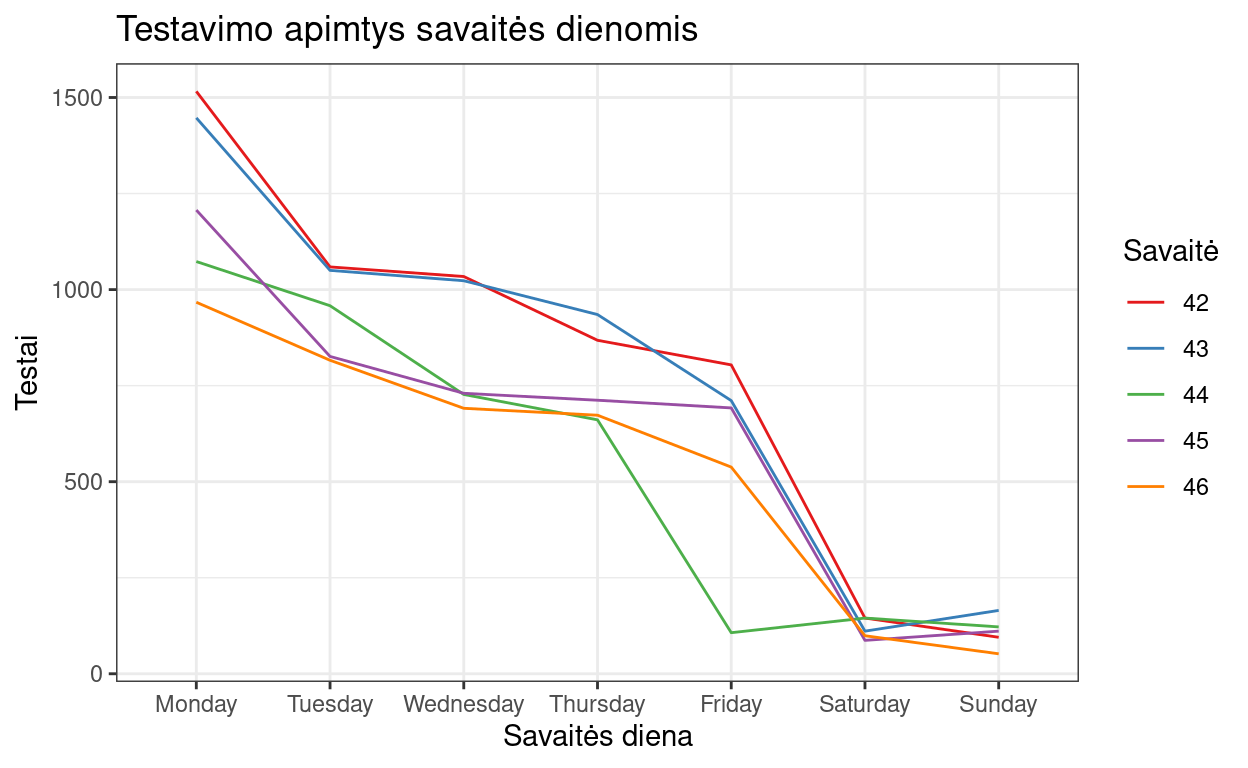 Testavimo apimtys savaitės dienomis
Testai
1500
1000
500
0
Monday Tuesday Wednesday Thursday Friday Saturday Sunday
Savaitės diena
Savaitė
42
43
44
45
46